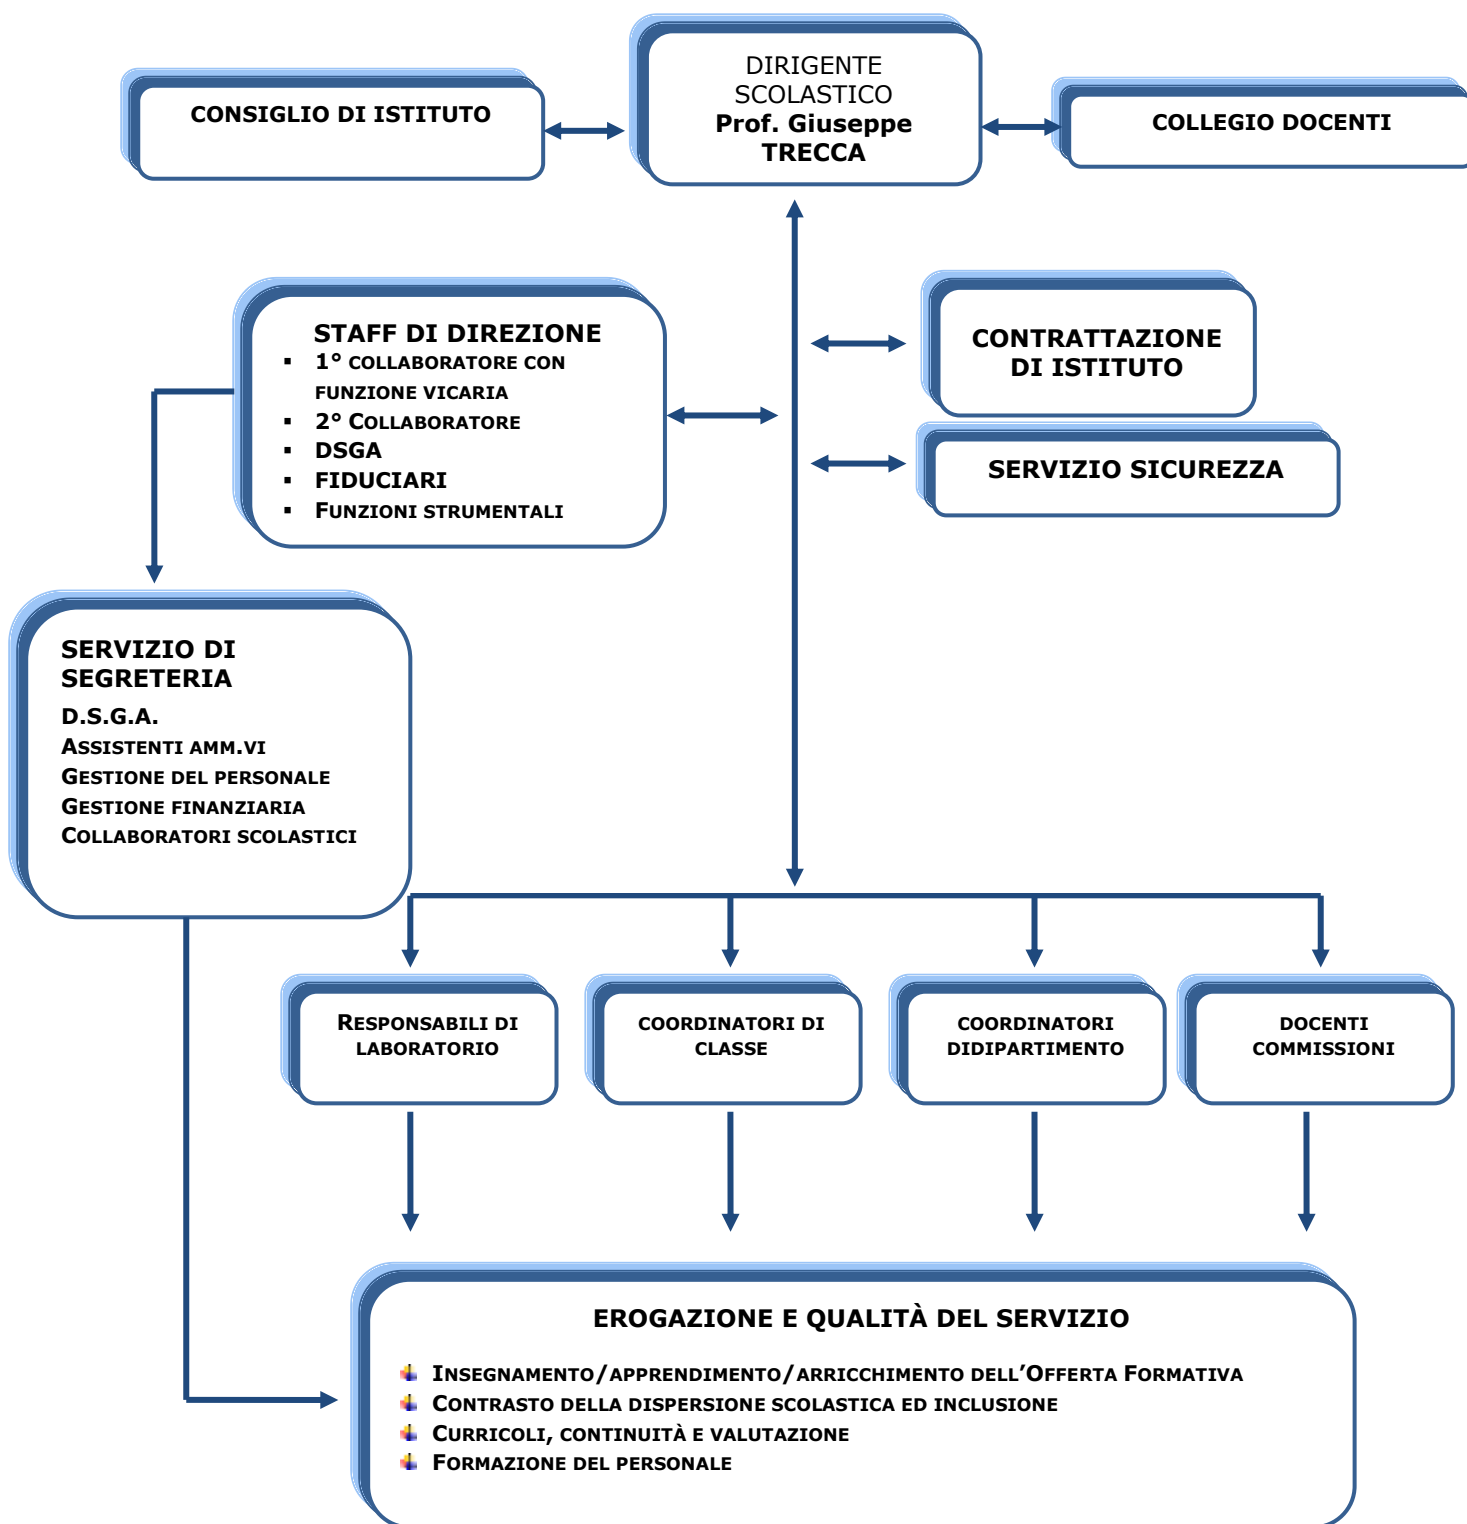 DIRIGENTE
SCOLASTICO
Prof. Giuseppe
TRECCA
CONSIGLIO DI ISTITUTO
COLLEGIO DOCENTI
STAFF DI DIREZIONE
▪ 1° COLLABORATORE CON
FUNZIONE VICARIA
▪ 2° COLLABORATORE
▪ DSGA
▪ FIDUCIARI
▪ FUNZIONI STRUMENTALI
CONTRATTAZIONE
DI ISTITUTO
SERVIZIO SICUREZZA
SERVIZIO DI
SEGRETERIA
D.S.G.A.
ASSISTENTI AMM.VI
GESTIONE DEL PERSONALE
GESTIONE FINANZIARIA
COLLABORATORI SCOLASTICI
RESPONSABILI DI
LABORATORIO
COORDINATORI DI
CLASSE
COORDINATORI
DIDIPARTIMENTO
DOCENTI
COMMISSIONI
EROGAZIONE E QUALITÀ DEL SERVIZIO
INSEGNAMENTO/APPRENDIMENTO/ARRICCHIMENTO DELL'OFFERTA FORMATIVA
CONTRASTO DELLA DISPERSIONE SCOLASTICA ED INCLUSIONE
CURRICOLI, CONTINUITÀ E VALUTAZIONE
FORMAZIONE DEL PERSONALE